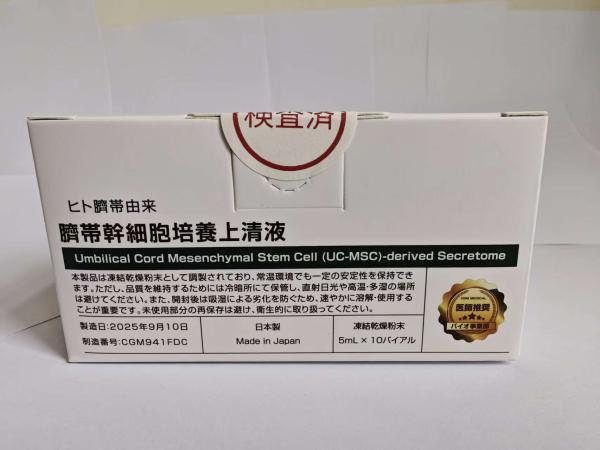 検査済
ヒト臍帯由来
臍帯幹細胞培養上清液
Umbilical Cord Mesenchymal Stem Cell (UC-MSC)-derived Secretome
本製品は凍結乾燥粉末として調製されており、常温環境でも一定の安定性を保持でき
ます。ただし、品質を維持するためには冷暗所にて保管し、直射日光や高温・多湿の場所
は避けてください。また、開封後は吸湿による劣化を防ぐため、速やかに溶解・使用する
ことが重要です。未使用部分の再保存は避け、衛生的に取り扱ってください。
製造日:2025年9月10日
制造番号:CGM941FDC
日本製
Made in Japan
凍結乾燥粉末
5mL×10バイアル
CGM MEDICAL
医師推奨
バイオ事業部